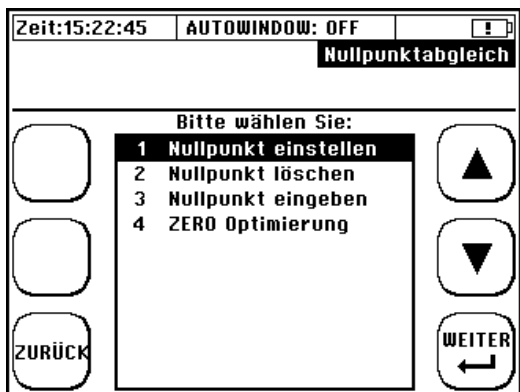 Zeit:15:22:45 AUTOWINDOW: OFF !
Nullpunktabgleich
Bitte wählen Sie:
1 Nullpunkt einstellen
2 Nullpunkt löschen
3 Nullpunkt eingeben
4 ZERO Optimierung
ZURÜCK
WEITER